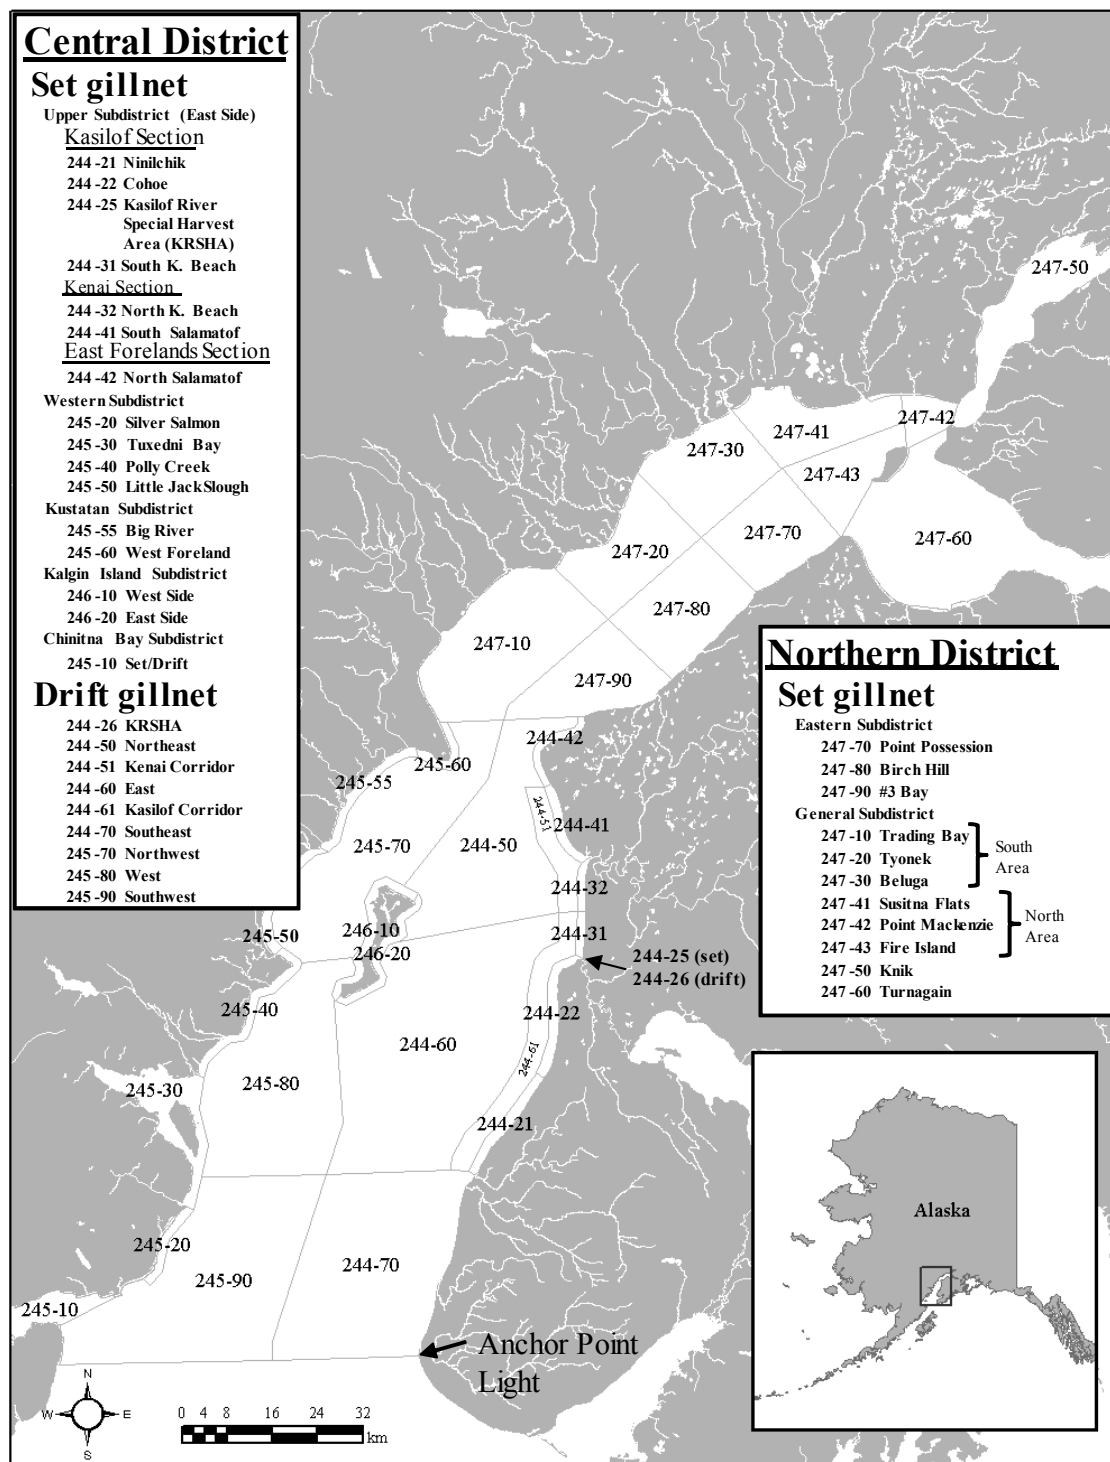 Central District
Set gillnet
Upper Subdistrict (East Side)
Kasilof Section
244-21 Ninilchik
244-22 Cohoe
244-25 Kasilof River
Special Harvest
Area (KRSHA)
244-31 South K. Beach
Kenai Section
244-32 North K. Beach
244-41 South Salamatof
East Forelands Section
244-42 North Salamatof
Western Subdistrict
245-20 Silver Salmon
245-30 Tuxedni Bay
245-40 Polly Creek
245-50 Little Jack Slough
Kustatan Subdistrict
245-55 Big River
245-60 West Foreland
Kalgin Island Subdistrict
246-10 West Side
246-20 East Side
Chinitna Bay Subdistrict
245-10 Set/Drift
Drift gillnet
244-26 KRSHA
244-50 Northeast
244-51 Kenai Corridor
244-60 East
244-61 Kasilof Corridor
244-70 Southeast
245-70 Northwest
245-80 West
245-90 Southwest
247-50
247-42
247-41
247-30
247-43
247-70
247-60
247-20
247-80
247-10
247-90
244-42
245-60
245-55
244-51
244-41
245-70
244-50
244-32
246-10
245-50
244-31
246-20
244-25 (set)
244-26 (drift)
245-40
244-22
244-60
244-61
245-80
245-30
244-21
245-20
244-70
245-90
245-10
Anchor Point
Light
N
W
E
S
0 4 8 16 24 32
km
Northern District
Set gillnet
Eastern Subdistrict
247-70 Point Possession
247-80 Birch Hill
247-90 #3 Bay
General Subdistrict
247-10 Trading Bay
247-20 Tyonek
247-30 Beluga
South
Area
247-41 Susitna Flats
247-42 Point Mackenzie
247-43 Fire Island
North
Area
247-50 Knik
247-60 Turnagain
Alaska